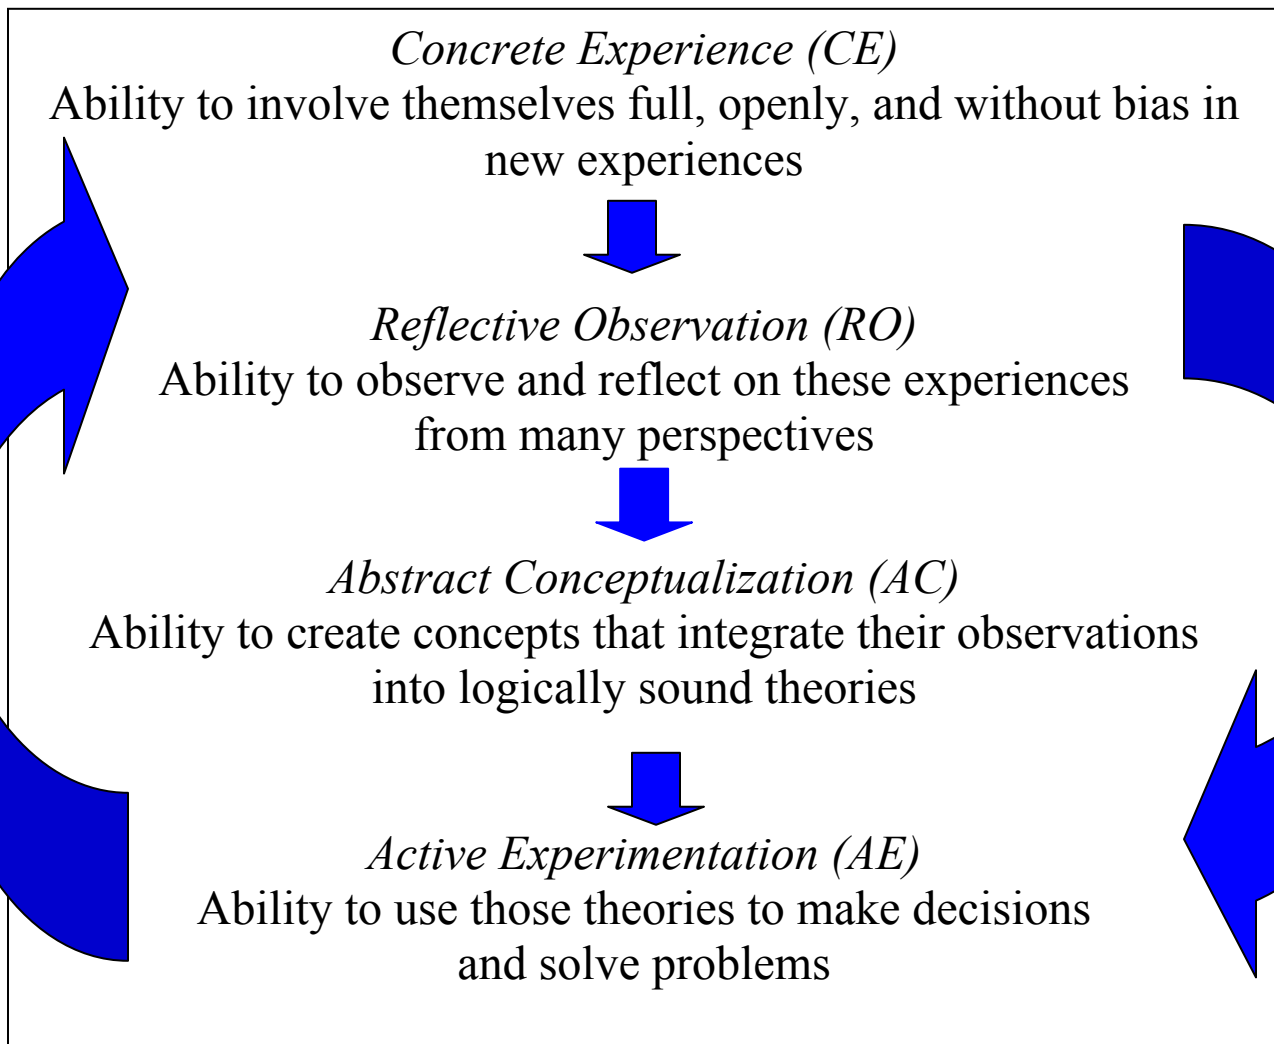 Concrete Experience (CE)
Ability to involve themselves full, openly, and without bias in
new experiences
Reflective Observation (RO)
Ability to observe and reflect on these experiences
from many perspectives
Abstract Conceptualization (AC)
Ability to create concepts that integrate their observations
into logically sound theories
Active Experimentation (AE)
Ability to use those theories to make decisions
and solve problems